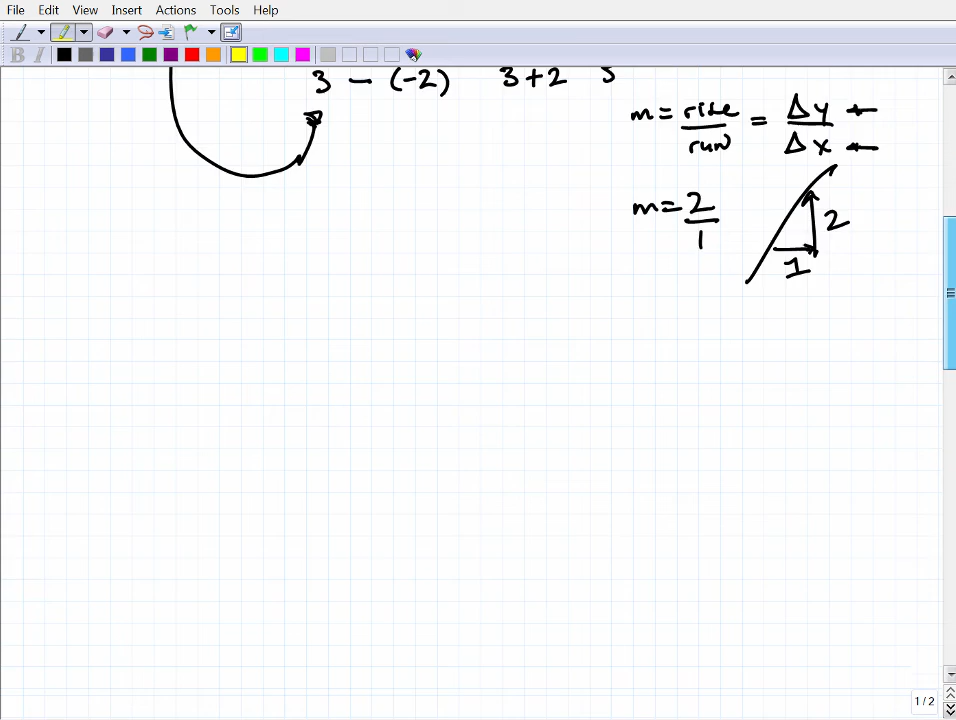 File Edit View Insert Actions Tools Help
B I
3 - (-2) 3+2 5
m = rise/run = Δy/Δx
m = 2/1
2
1
1 / 2